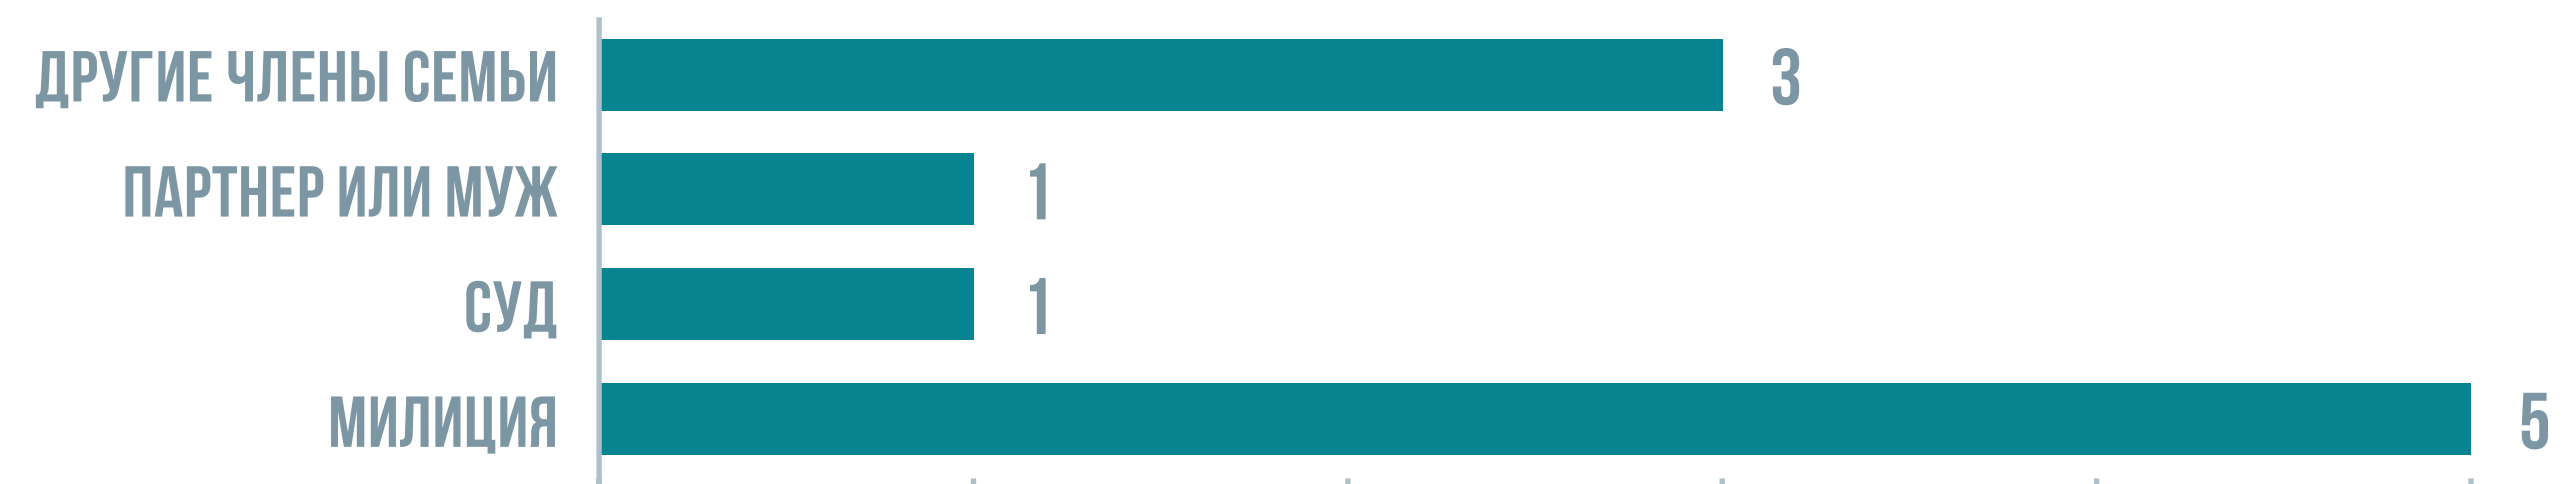 ДРУГИЕ ЧЛЕНЫ СЕМЬИ 3
ПАРТНЕР ИЛИ МУЖ 1
СУД 1
МИЛИЦИЯ 5